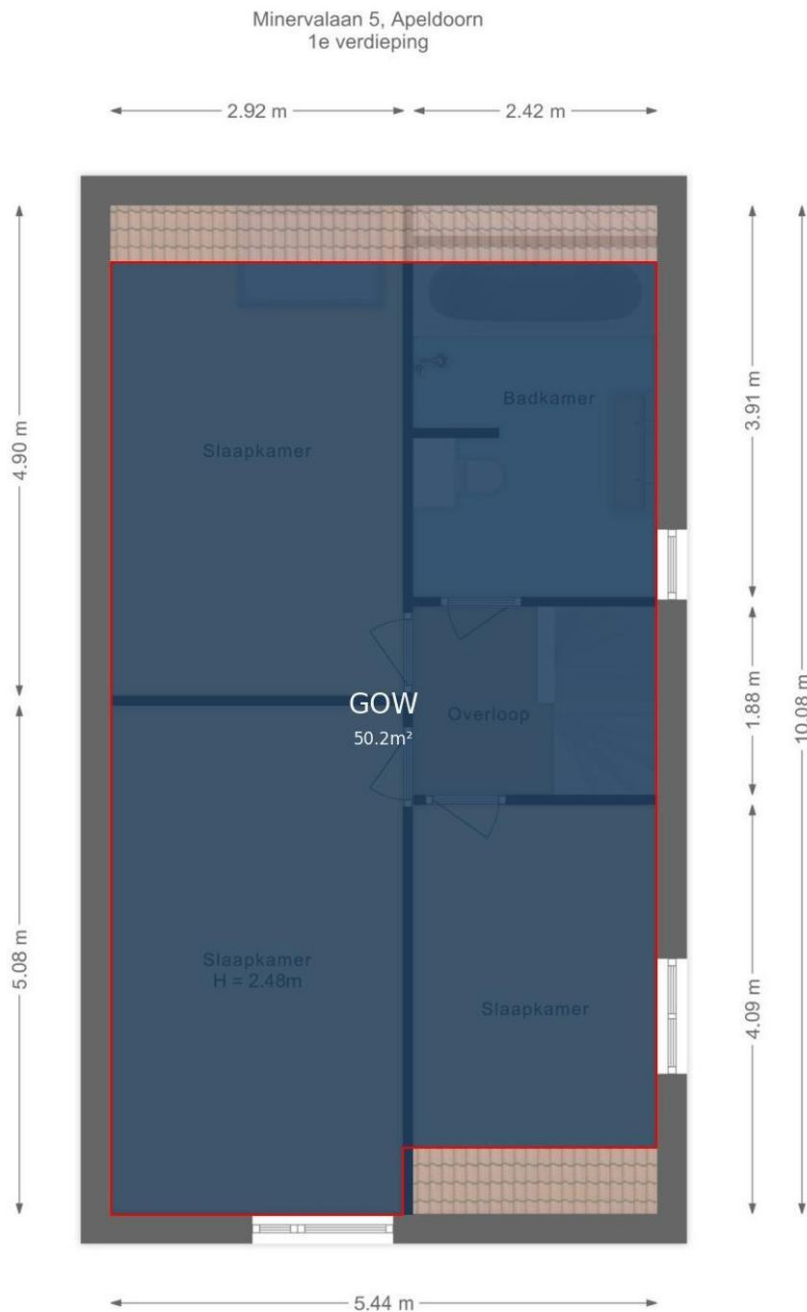 Minervalaan 5, Apeldoorn
1e verdieping
2.92 m
2.42 m
4.90 m
3.91 m
Badkamer
Slaapkamer
1.88 m
10.08 m
GOW
50.2m²
Overloop
5.08 m
Slaapkamer
H = 2.48m
Slaapkamer
4.09 m
5.44 m